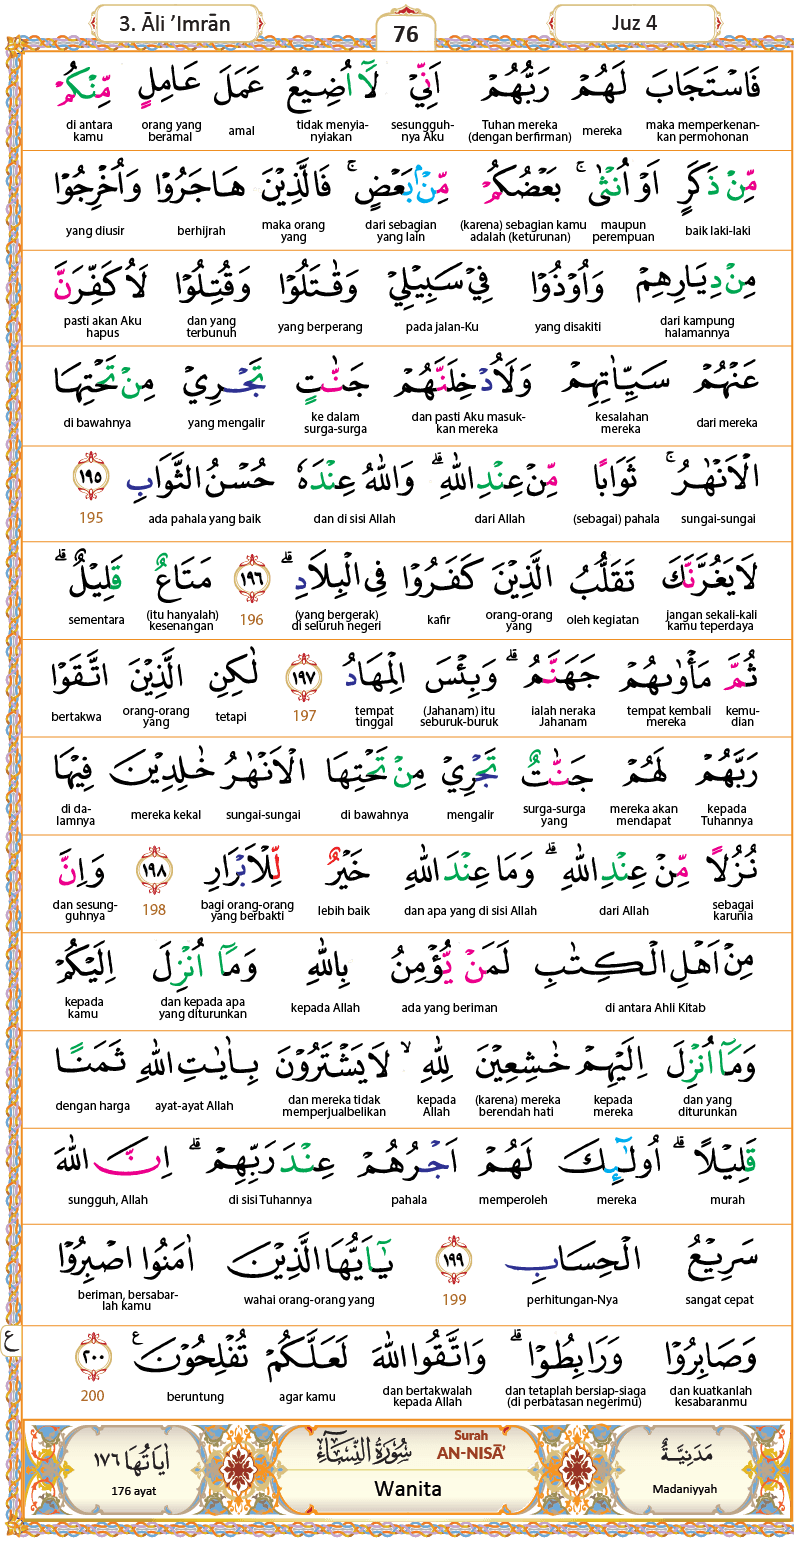 3. Āli ’Imrān
76
Juz 4
فَاسْتَجَابَ لَهُمْ رَبُّهُمْ اَنِّيْ لَآ اُضِيْعُ عَمَلَ عَامِلٍ مِّنْكُمْ
maka memperkenan-kan permohonan mereka Tuhan mereka (dengan berfirman) sesungguh-nya Aku tidak menyia-nyiakan amal orang yang beramal di antara kamu
مِّنْ ذَكَرٍ اَوْ اُنْثٰى ۚ بَعْضُكُمْ مِّنْۢ بَعْضٍ ۚ فَالَّذِيْنَ هَاجَرُوْا وَاُخْرِجُوْا
baik laki-laki maupun perempuan (karena) sebagian kamu adalah (keturunan) dari sebagian yang lain maka orang yang berhijrah yang diusir
مِنْ دِيَارِهِمْ وَاُوْذُوْا فِيْ سَبِيْلِيْ وَقٰتَلُوْا وَقُتِلُوْا لَاُكَفِّرَنَّ
dari kampung halamannya yang disakiti pada jalan-Ku yang berperang dan yang terbunuh pasti akan Aku hapus
عَنْهُمْ سَيِّاٰتِهِمْ وَلَاُدْخِلَنَّهُمْ جَنّٰتٍ تَجْرِيْ مِنْ تَحْتِهَا
dari mereka kesalahan mereka dan pasti Aku masuk-kan mereka ke dalam surga-surga yang mengalir di bawahnya
الْاَنْهٰرُ ۚ ثَوَابًا مِّنْ عِنْدِ اللّٰهِ ۗ وَاللّٰهُ عِنْدَهٗ حُسْنُ الثَّوَابِ ١٩٥
sungai-sungai (sebagai) pahala dari Allah dan di sisi Allah ada pahala yang baik 195
لَا يَغُرَّنَّكَ تَقَلُّبُ الَّذِيْنَ كَفَرُوْا فِى الْبِلَادِ ۗ ١٩٦ مَتَاعٌ قَلِيْلٌ ۗ
jangan sekali-kali kamu teperdaya oleh kegiatan orang-orang yang kafir (yang bergerak) di seluruh negeri 196 (itu hanyalah) kesenangan sementara
ثُمَّ مَأْوٰىهُمْ جَهَنَّمُ ۗ وَبِئْسَ الْمِهَادُ ١٩٧ لٰكِنِ الَّذِيْنَ اتَّقَوْا
kemu-dian tempat kembali mereka ialah neraka Jahanam (Jahanam) itu seburuk-buruk tempat tinggal 197 tetapi orang-orang yang bertakwa
رَبَّهُمْ لَهُمْ جَنّٰتٌ تَجْرِيْ مِنْ تَحْتِهَا الْاَنْهٰرُ خٰلِدِيْنَ فِيْهَا
kepada Tuhannya mereka akan mendapat surga-surga yang mengalir di bawahnya sungai-sungai mereka kekal di da-lamnya
نُزُلًا مِّنْ عِنْدِ اللّٰهِ ۗ وَمَا عِنْدَ اللّٰهِ خَيْرٌ لِّلْاَبْرَارِ ١٩٨ وَاِنَّ
sebagai karunia dari Allah dan apa yang di sisi Allah lebih baik bagi orang-orang yang berbakti 198 dan sesung-guhnya
مِنْ اَهْلِ الْكِتٰبِ لَمَنْ يُّؤْمِنُ بِاللّٰهِ وَمَآ اُنْزِلَ اِلَيْكُمْ
di antara Ahli Kitab ada yang beriman kepada Allah dan kepada apa yang diturunkan kepada kamu
وَمَآ اُنْزِلَ اِلَيْهِمْ خٰشِعِيْنَ لِلّٰهِ ۙ لَا يَشْتَرُوْنَ بِاٰيٰتِ اللّٰهِ ثَمَنًا
dan yang diturunkan kepada mereka (karena) mereka berendah hati kepada Allah dan mereka tidak memperjualbelikan ayat-ayat Allah dengan harga
قَلِيْلًا ۗ اُولٰۤىِٕكَ لَهُمْ اَجْرُهُمْ عِنْدَ رَبِّهِمْ ۗ اِنَّ اللّٰهَ
murah mereka memperoleh pahala di sisi Tuhannya sungguh, Allah
سَرِيْعُ الْحِسَابِ ١٩٩ يٰٓاَيُّهَا الَّذِيْنَ اٰمَنُوا اصْبِرُوْا
sangat cepat perhitungan-Nya 199 wahai orang-orang yang beriman, bersabar-lah kamu
وَصَابِرُوْا وَرَابِطُوْا ۗ وَاتَّقُوا اللّٰهَ لَعَلَّكُمْ تُفْلِحُوْنَ ࣖ ٢٠٠ ع
dan kuatkanlah kesabaranmu dan tetaplah bersiap-siaga (di perbatasan negerimu) dan bertakwalah kepada Allah agar kamu beruntung 200
مَدَنِيَّةٌ سُوْرَةُ النِّسَاۤءِ اٰيَاتُهَا ١٧٦
Madaniyyah
Surah
AN-NISĀ’
Wanita
176 ayat